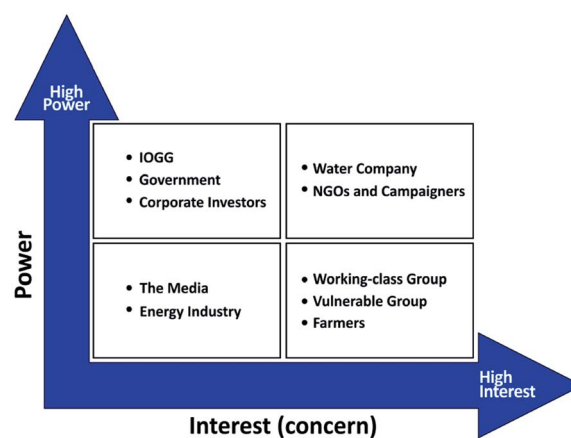 High
Power
• IOGG
• Government
• Corporate Investors
• Water Company
• NGOs and Campaigners
Power
• The Media
• Energy Industry
• Working-class Group
• Vulnerable Group
• Farmers
High
Interest
Interest (concern)